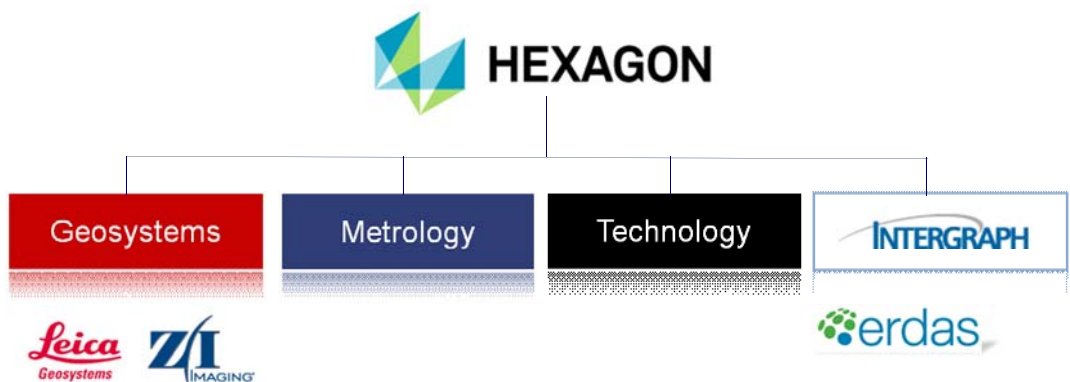 HEXAGON
Geosystems
Metrology
Technology
INTERGRAPH
Leica
Geosystems
Z/I
IMAGING
erdas